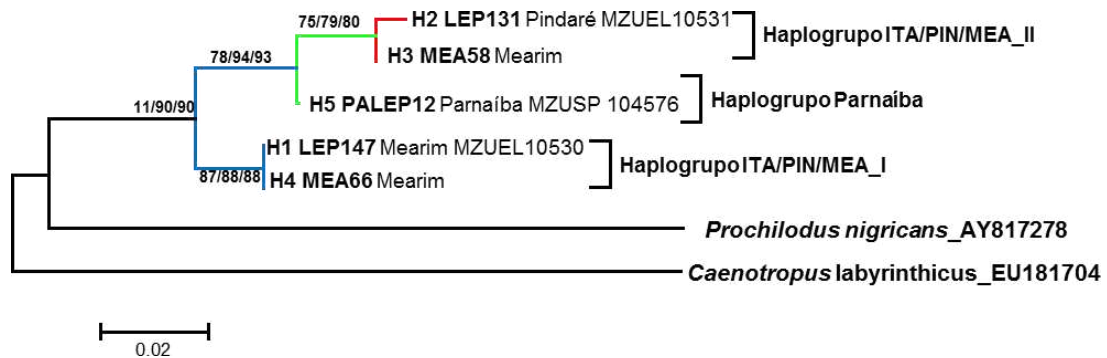 75/79/80
H2 LEP131 Pindaré MZUEL10531
Haplogrupo ITA/PIN/MEA_II
78/94/93
H3 MEA58 Mearim
11/90/90
H5 PALEP12 Parnaíba MZUSP 104576
Haplogrupo Parnaíba
H1 LEP147 Mearim MZUEL10530
Haplogrupo ITA/PIN/MEA_I
87/88/88
H4 MEA66 Mearim
Prochilodus nigricans_AY817278
Caenotropus labyrinthicus_EU181704
0.02